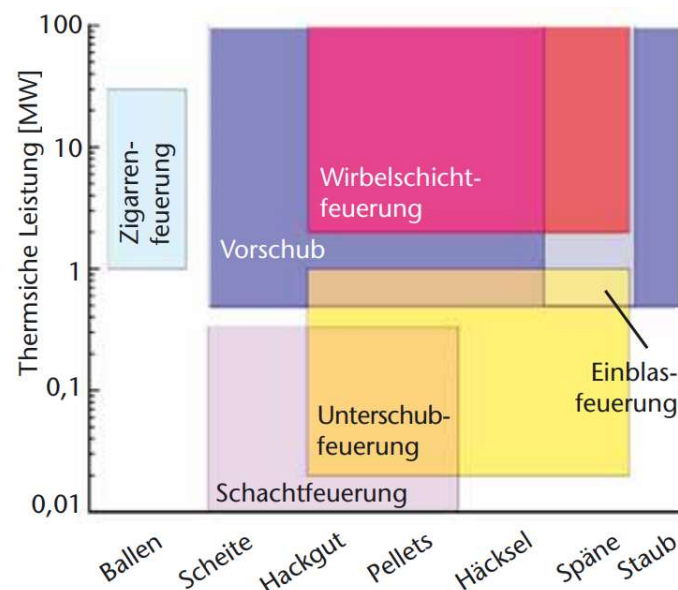 Thermsiche Leistung [MW]
100
10
1
0,1
0,01
Zigarren-
feuerung
Wirbelschicht-
feuerung
Vorschub
Einblas-
feuerung
Unterschub-
feuerung
Schachtfeuerung
Ballen
Scheite
Hackgut
Pellets
Häcksel
Späne
Staub